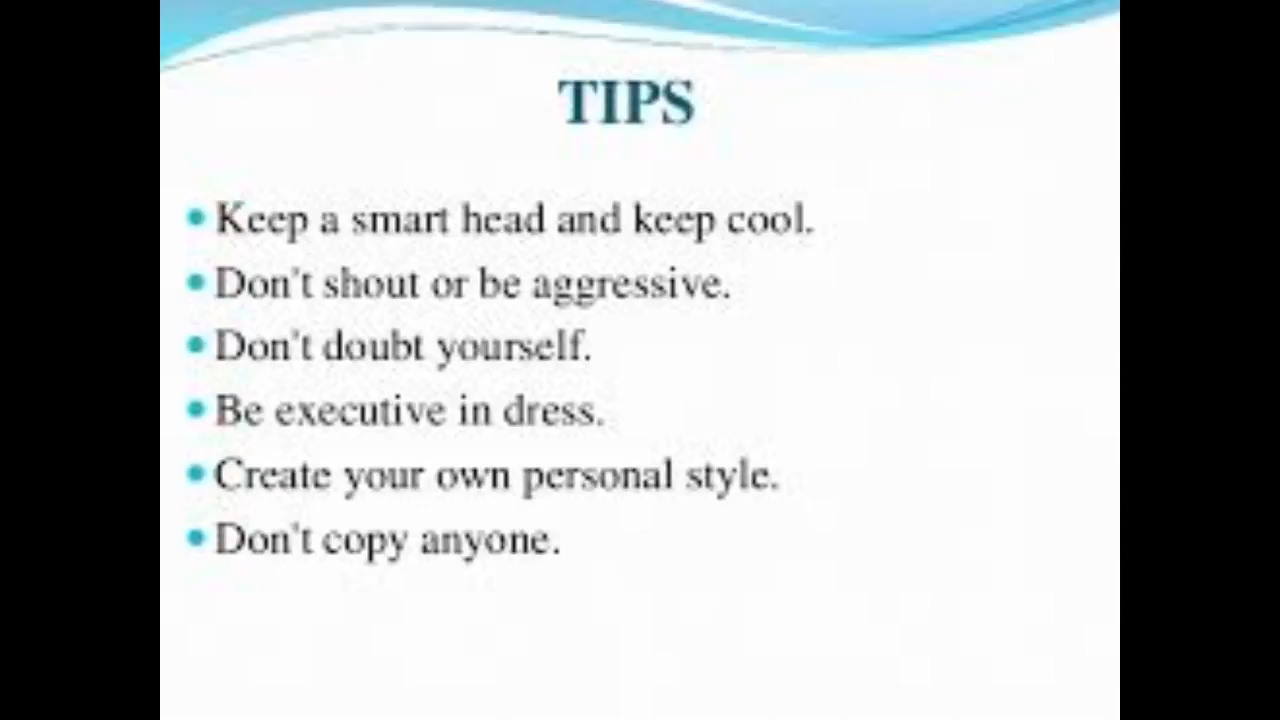 TIPS
• Keep a smart head and keep cool.
• Don't shout or be aggressive.
• Don't doubt yourself.
• Be executive in dress.
• Create your own personal style.
• Don't copy anyone.